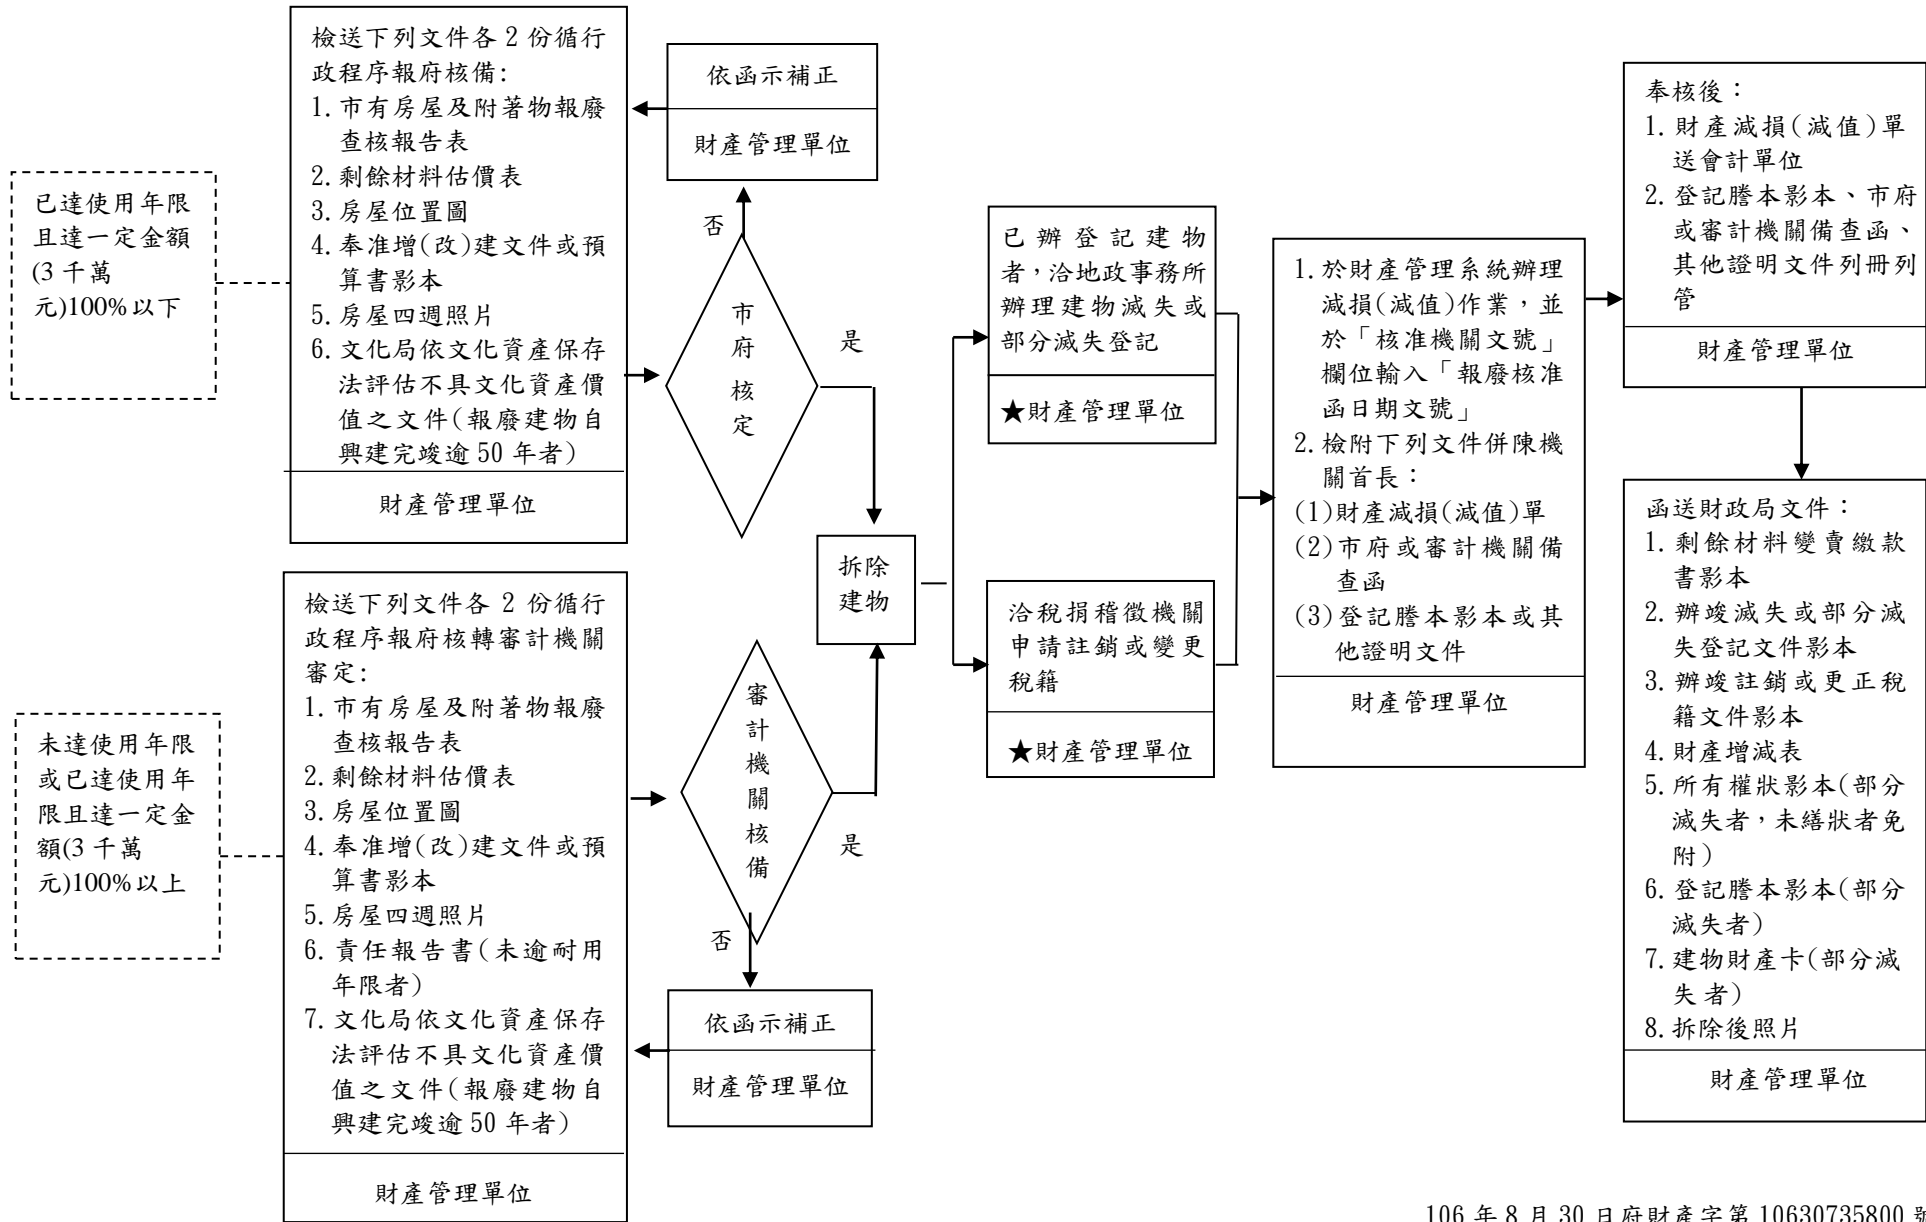 已達使用年限
且達一定金額
(3 千萬
元)100%以下
檢送下列文件各 2 份循行
政程序報府核備:
1. 市有房屋及附著物報廢
查核報告表
2. 剩餘材料估價表
3. 房屋位置圖
4. 奉准增(改)建文件或預
算書影本
5. 房屋四週照片
6. 文化局依文化資產保存
法評估不具文化資產價
值之文件(報廢建物自
興建完竣逾 50 年者)
財產管理單位
依函示補正
財產管理單位
否
市府核定
是
未達使用年限
或已達使用年
限且達一定金
額(3 千萬
元)100%以上
檢送下列文件各 2 份循行
政程序報府核轉審計機關
審定:
1. 市有房屋及附著物報廢
查核報告表
2. 剩餘材料估價表
3. 房屋位置圖
4. 奉准增(改)建文件或預
算書影本
5. 房屋四週照片
6. 責任報告書(未逾耐用
年限者)
7. 文化局依文化資產保存
法評估不具文化資產價
值之文件(報廢建物自
興建完竣逾 50 年者)
財產管理單位
審計機關核備
是
否
依函示補正
財產管理單位
拆除
建物
已辦登記建物
者，洽地政事務所
辦理建物滅失或
部分滅失登記
★財產管理單位
洽稅捐稽徵機關
申請註銷或變更
稅籍
★財產管理單位
1. 於財產管理系統辦理
減損(減值)作業，並
於「核准機關文號」
欄位輸入「報廢核准
函日期文號」
2. 檢附下列文件併陳機
關首長：
(1)財產減損(減值)單
(2)市府或審計機關備
查函
(3)登記謄本影本或其
他證明文件
財產管理單位
奉核後：
1. 財產減損(減值)單
送會計單位
2. 登記謄本影本、市府
或審計機關備查函、
其他證明文件列冊列
管
財產管理單位
函送財政局文件：
1. 剩餘材料變賣繳款
書影本
2. 辦竣滅失或部分滅
失登記文件影本
3. 辦竣註銷或更正稅
籍文件影本
4. 財產增減表
5. 所有權狀影本(部分
滅失者，未繕狀者免
附)
6. 登記謄本影本(部分
滅失者)
7. 建物財產卡(部分滅
失者)
8. 拆除後照片
財產管理單位
106 年 8 月 30 日府財產字第 10630735800 號